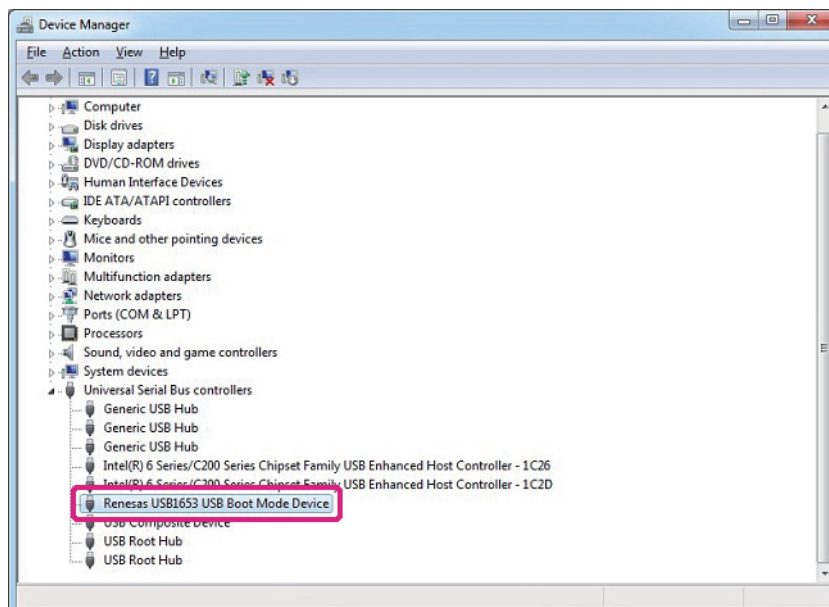 Device Manager
File Action View Help
Computer
Disk drives
Display adapters
DVD/CD-ROM drives
Human Interface Devices
IDE ATA/ATAPI controllers
Keyboards
Mice and other pointing devices
Monitors
Multifunction adapters
Network adapters
Ports (COM & LPT)
Processors
Sound, video and game controllers
System devices
Universal Serial Bus controllers
Generic USB Hub
Generic USB Hub
Generic USB Hub
Intel(R) 6 Series/C200 Series Chipset Family USB Enhanced Host Controller - 1C26
Intel(R) 6 Series/C200 Series Chipset Family USB Enhanced Host Controller - 1C2D
Renesas USB1653 USB Boot Mode Device
USB Composite Device
USB Root Hub
USB Root Hub